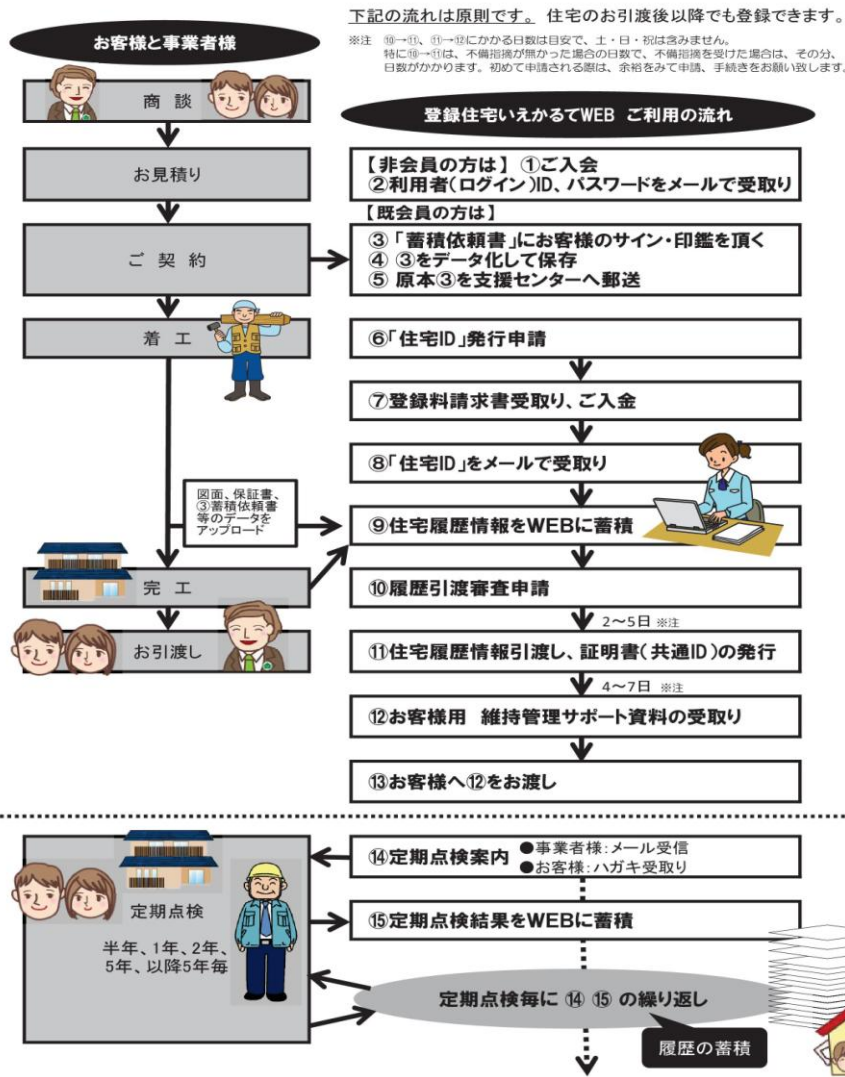 下記の流れは原則です。 住宅のお引渡後以降でも登録できます。
※注 ⑩→⑪、⑪→⑫にかかる日数は目安で、土・日・祝は含みません。
特に⑩→⑪は、不備指摘が無かった場合の日数で、不備指摘を受けた場合は、その分、
日数がかかります。初めて申請される際は、余裕をみて申請、手続きをお願い致します。
お客様と事業者様
商談
お見積り
ご契約
着工
図面、保証書、
③蓄積依頼書
等のデータを
アップロード
完工
お引渡し
登録住宅いえかるてWEB ご利用の流れ
【非会員の方は】 ①ご入会
②利用者(ログイン)ID、パスワードをメールで受取り
【既会員の方は】
③「蓄積依頼書」にお客様のサイン・印鑑を頂く
④ ③をデータ化して保存
⑤ 原本③を支援センターへ郵送
⑥「住宅ID」発行申請
⑦登録料請求書受取り、ご入金
⑧「住宅ID」をメールで受取り
⑨住宅履歴情報をWEBに蓄積
⑩履歴引渡審査申請
2~5日 ※注
⑪住宅履歴情報引渡し、証明書(共通ID)の発行
4~7日 ※注
⑫お客様用 維持管理サポート資料の受取り
⑬お客様へ⑫をお渡し
定期点検
半年、1年、2年、
5年、以降5年毎
⑭定期点検案内 ●事業者様:メール受信
●お客様:ハガキ受取り
⑮定期点検結果をWEBに蓄積
定期点検毎に ⑭ ⑮ の繰り返し
履歴の蓄積